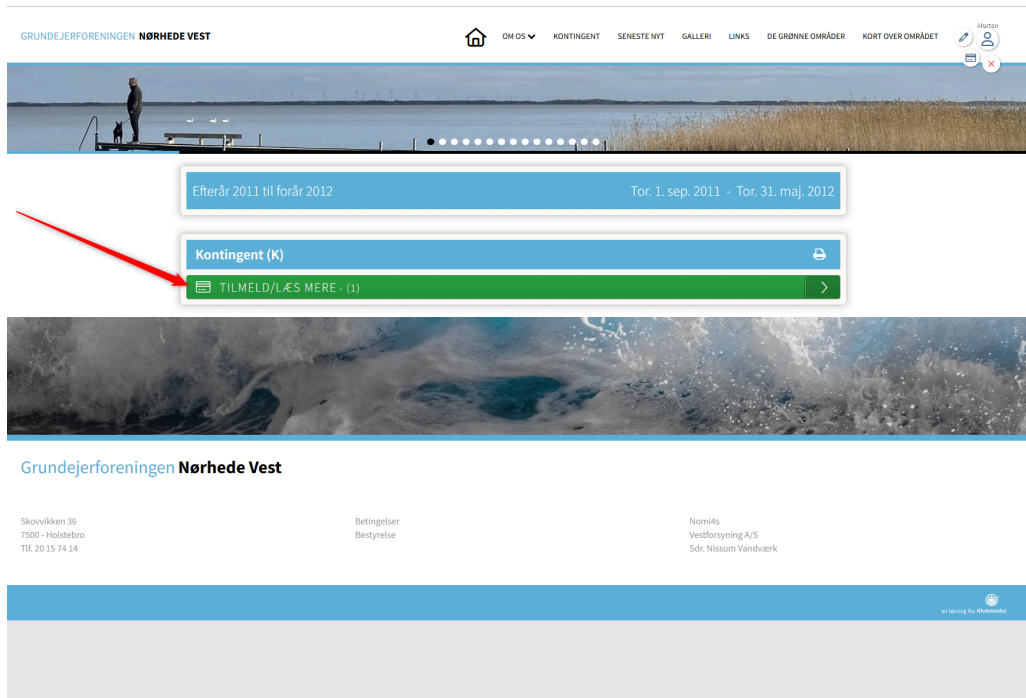 Morten
GRUNDEJERFORENINGEN NØRHEDE VEST
OM OS KONTINGENT SENESTE NYT GALLERI LINKS DE GRØNNE OMRÅDER KORT OVER OMRÅDET
Efterår 2011 til forår 2012 Tor. 1. sep. 2011 - Tor. 31. maj. 2012
Kontingent (K)
TILMELD/LÆS MERE - (1)
Grundejerforeningen Nørhede Vest
Skovvikken 36
7500 - Holstebro
Tlf. 20 15 74 14
Betingelser
Bestyrelse
Nomi4s
Vestforsyning A/S
Sdr. Nissum Vandværk
en løsning fra Klubmodul